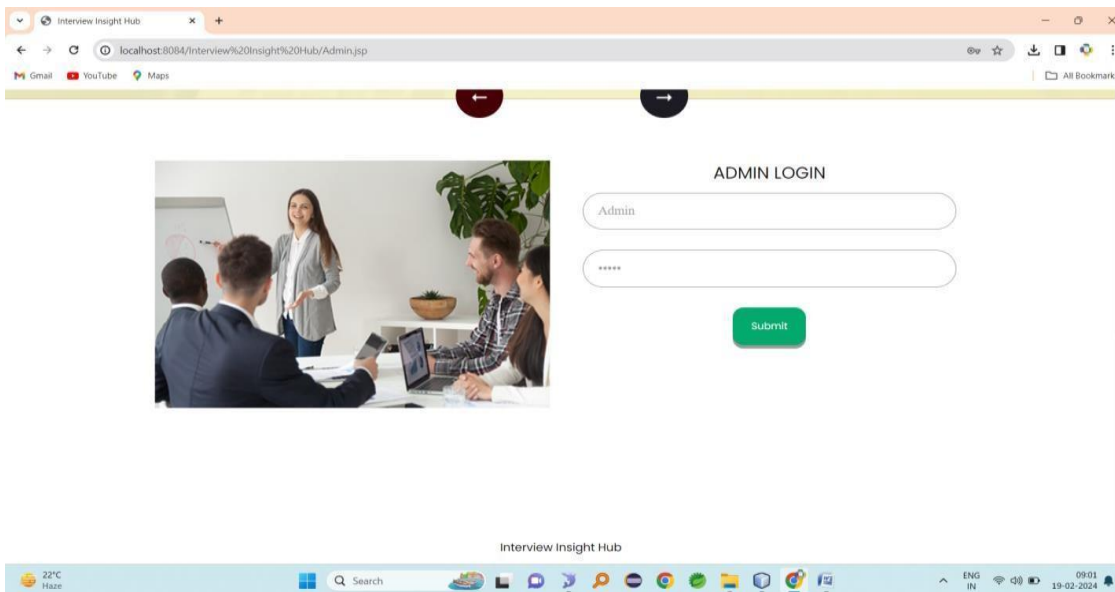 Interview Insight Hub
localhost:8084/Interview%20Insight%20Hub/Admin.jsp
Gmail YouTube Maps All Bookmark
← →
ADMIN LOGIN
Admin
*****
Submit
Interview Insight Hub
22°C
Haze
Search
ENG
IN
09:01
19-02-2024